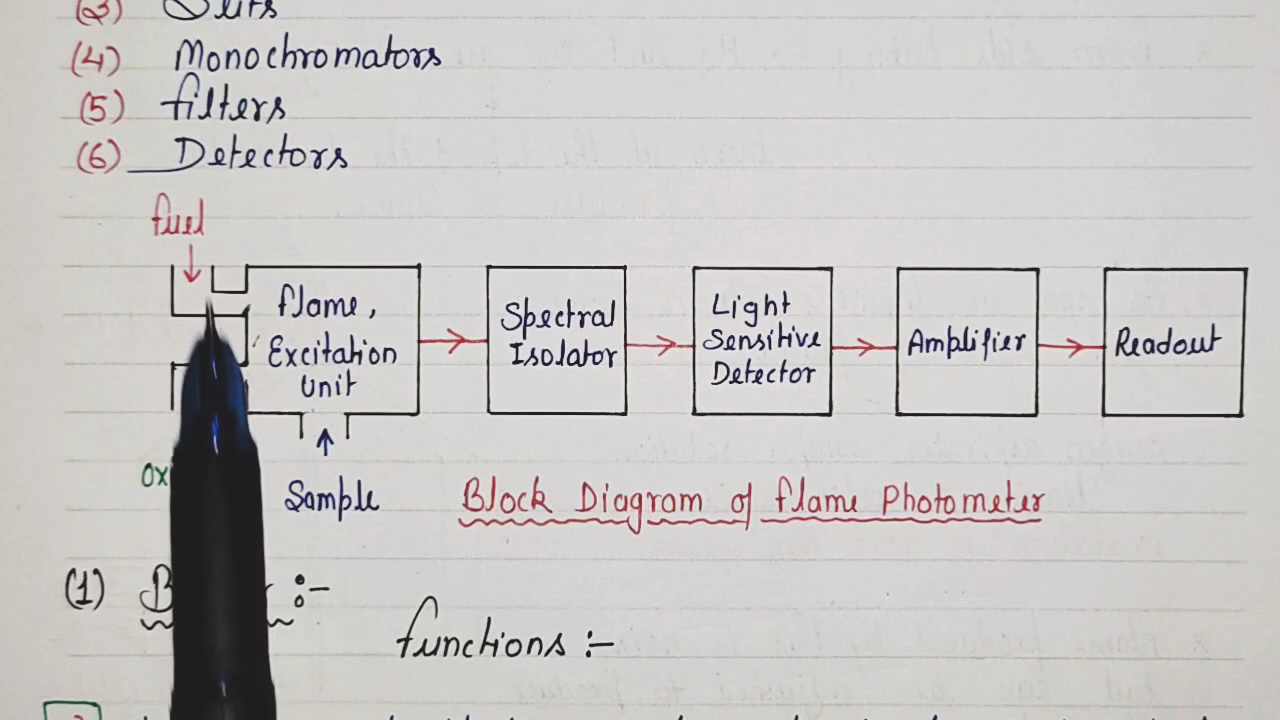 Slits
(4) Monochromators
(5) Filters
(6) Detectors
Fuel
Flame,
Excitation
Unit
Spectral
Isolator
Light
Sensitive
Detector
Amplifier
Readout
Sample
Block Diagram of Flame Photometer
(1)
functions :-